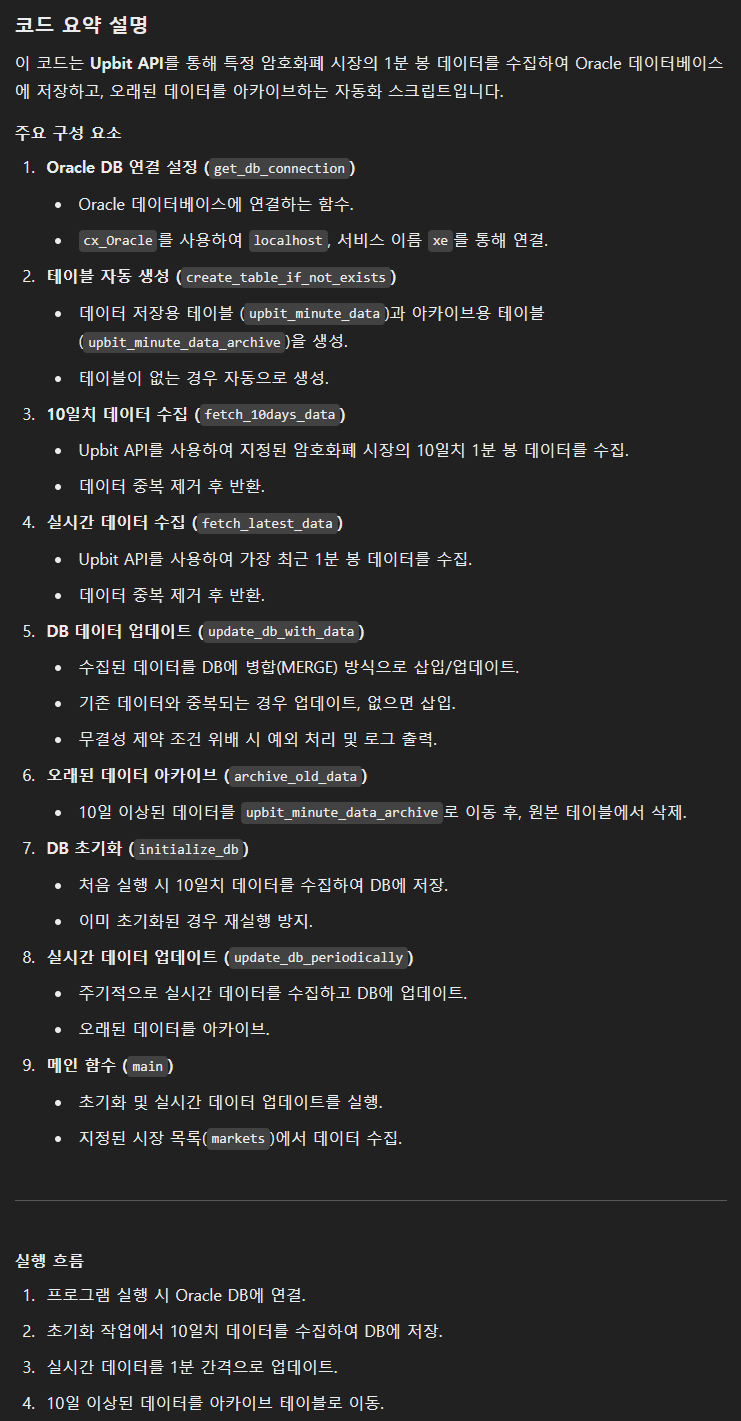 코드 요약 설명
이 코드는 Upbit API를 통해 특정 암호화폐 시장의 1분 봉 데이터를 수집하여 Oracle 데이터베이스
에 저장하고, 오래된 데이터를 아카이브하는 자동화 스크립트입니다.
주요 구성 요소
1. Oracle DB 연결 설정 (get_db_connection)
• Oracle 데이터베이스에 연결하는 함수.
• cx_Oracle를 사용하여 localhost, 서비스 이름 xe를 통해 연결.
2. 테이블 자동 생성 (create_table_if_not_exists)
• 데이터 저장용 테이블 (upbit_minute_data)과 아카이브용 테이블
(upbit_minute_data_archive)을 생성.
• 테이블이 없는 경우 자동으로 생성.
3. 10일치 데이터 수집 (fetch_10days_data)
• Upbit API를 사용하여 지정된 암호화폐 시장의 10일치 1분 봉 데이터를 수집.
• 데이터 중복 제거 후 반환.
4. 실시간 데이터 수집 (fetch_latest_data)
• Upbit API를 사용하여 가장 최근 1분 봉 데이터를 수집.
• 데이터 중복 제거 후 반환.
5. DB 데이터 업데이트 (update_db_with_data)
• 수집된 데이터를 DB에 병합(MERGE) 방식으로 삽입/업데이트.
• 기존 데이터와 중복되는 경우 업데이트, 없으면 삽입.
• 무결성 제약 조건 위배 시 예외 처리 및 로그 출력.
6. 오래된 데이터 아카이브 (archive_old_data)
• 10일 이상된 데이터를 upbit_minute_data_archive로 이동 후, 원본 테이블에서 삭제.
7. DB 초기화 (initialize_db)
• 처음 실행 시 10일치 데이터를 수집하여 DB에 저장.
• 이미 초기화된 경우 재실행 방지.
8. 실시간 데이터 업데이트 (update_db_periodically)
• 주기적으로 실시간 데이터를 수집하고 DB에 업데이트.
• 오래된 데이터를 아카이브.
9. 메인 함수 (main)
• 초기화 및 실시간 데이터 업데이트를 실행.
• 지정된 시장 목록(markets)에서 데이터 수집.
실행 흐름
1. 프로그램 실행 시 Oracle DB에 연결.
2. 초기화 작업에서 10일치 데이터를 수집하여 DB에 저장.
3. 실시간 데이터를 1분 간격으로 업데이트.
4. 10일 이상된 데이터를 아카이브 테이블로 이동.